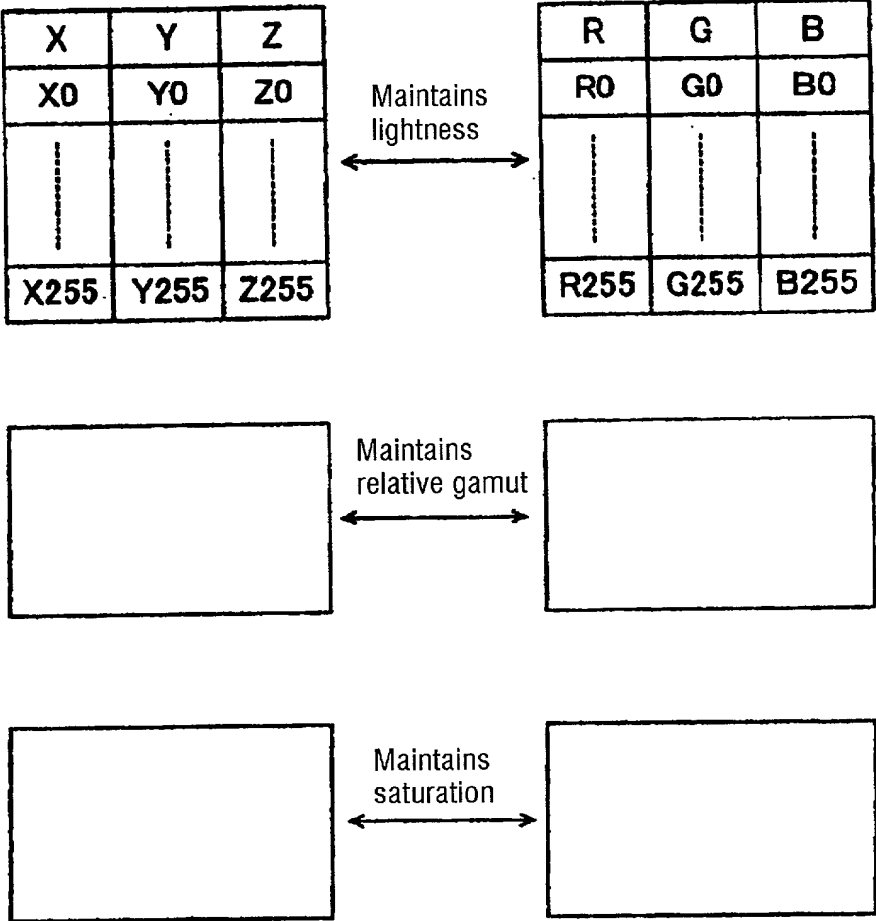 X Y Z
X0 Y0 Z0
X255 Y255 Z255
Maintains
lightness
R G B
R0 G0 B0
R255 G255 B255
Maintains
relative gamut
Maintains
saturation